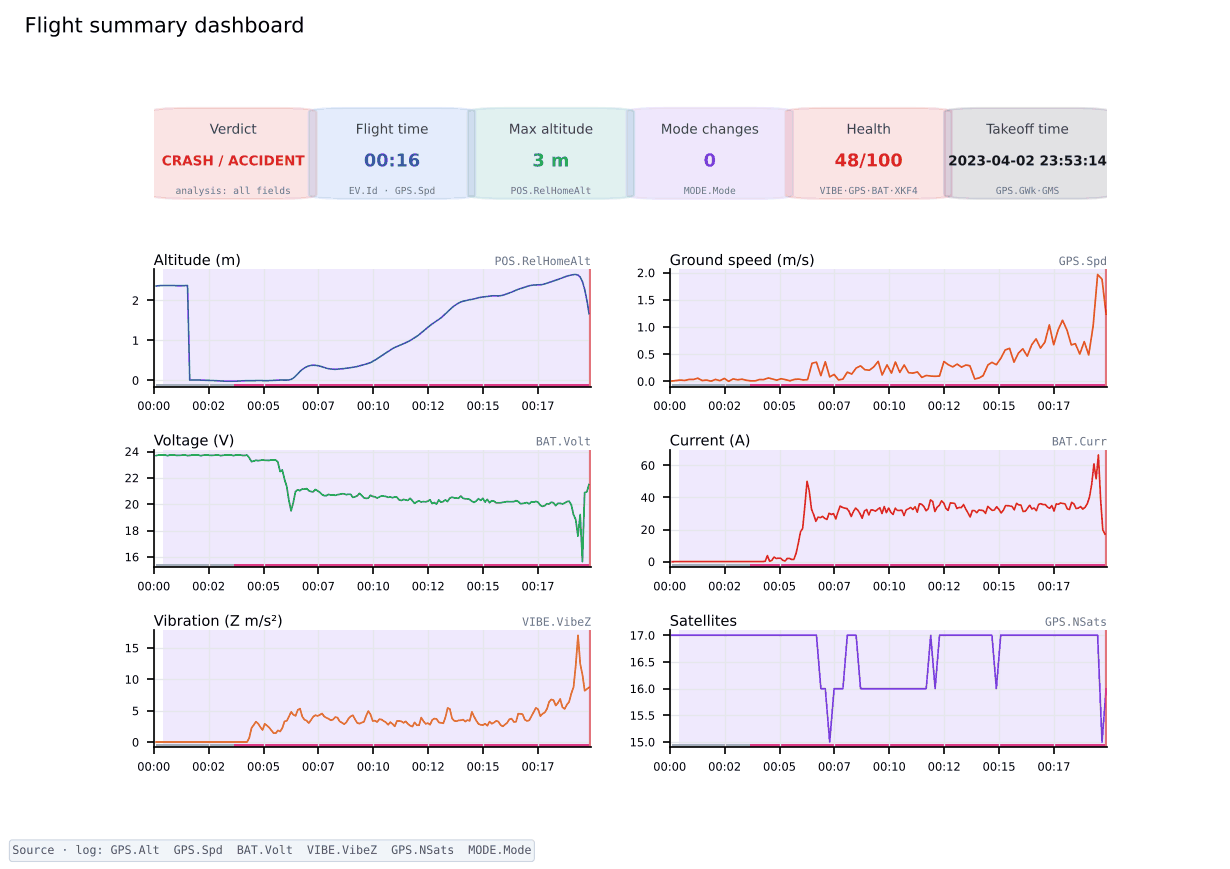 Flight summary dashboard
Verdict Flight time Max altitude Mode changes Health Takeoff time
CRASH / ACCIDENT 00:16 3 m 0 48/100 2023-04-02 23:53:14
analysis: all fields EV.Id · GPS.Spd POS.RelHomeAlt MODE.Mode VIBE·GPS·BAT·XKF4 GPS.GWk·GMS
Altitude (m) POS.RelHomeAlt
2
1
0
00:00 00:02 00:05 00:07 00:10 00:12 00:15 00:17
Ground speed (m/s) GPS.Spd
2.0
1.5
1.0
0.5
0.0
00:00 00:02 00:05 00:07 00:10 00:12 00:15 00:17
Voltage (V) BAT.Volt
24
22
20
18
16
00:00 00:02 00:05 00:07 00:10 00:12 00:15 00:17
Current (A) BAT.Curr
60
40
20
0
00:00 00:02 00:05 00:07 00:10 00:12 00:15 00:17
Vibration (Z m/s²) VIBE.VibeZ
15
10
5
0
00:00 00:02 00:05 00:07 00:10 00:12 00:15 00:17
Satellites GPS.NSats
17.0
16.5
16.0
15.5
15.0
00:00 00:02 00:05 00:07 00:10 00:12 00:15 00:17
Source · log: GPS.Alt GPS.Spd BAT.Volt VIBE.VibeZ GPS.NSats MODE.Mode